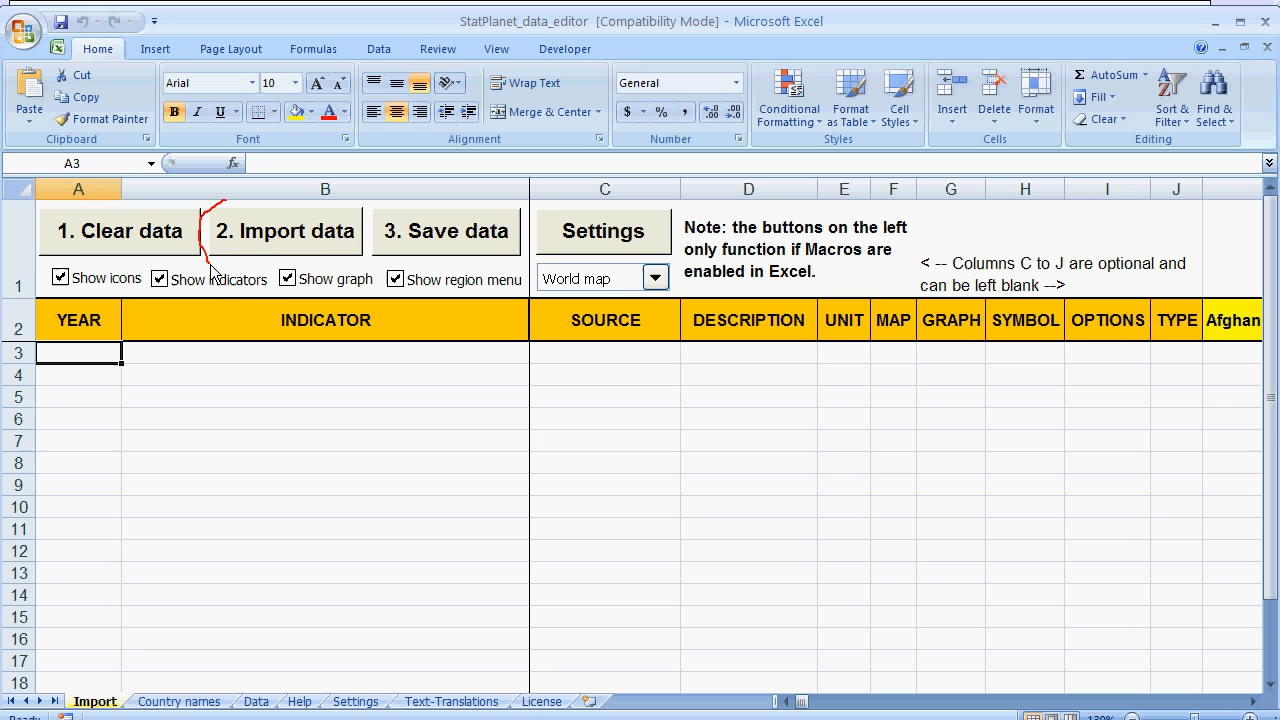 StatPlanet_data_editor [Compatibility Mode] - Microsoft Excel
Home Insert Page Layout Formulas Data Review View Developer
Paste Cut Copy Format Painter Clipboard
Arial 10 A A B I U A Font
Wrap Text Merge & Center Alignment
General $ % , .0 .00 .00 .0 Number
Conditional Formatting Format as Table Cell Styles Styles
Insert Delete Format Cells
Σ AutoSum Fill Clear Sort & Filter Find & Select Editing
A3 fx
A B C D E F G H I J
1 1. Clear data 2. Import data 3. Save data Settings
Show icons Show indicators Show graph Show region menu World map
Note: the buttons on the left
only function if Macros are
enabled in Excel.
< -- Columns C to J are optional and
can be left blank -->
2 YEAR INDICATOR SOURCE DESCRIPTION UNIT MAP GRAPH SYMBOL OPTIONS TYPE Afghan
3
4
5
6
7
8
9
10
11
12
13
14
15
16
17
18
Import Country names Data Help Settings Text-Translations License
Ready 130%